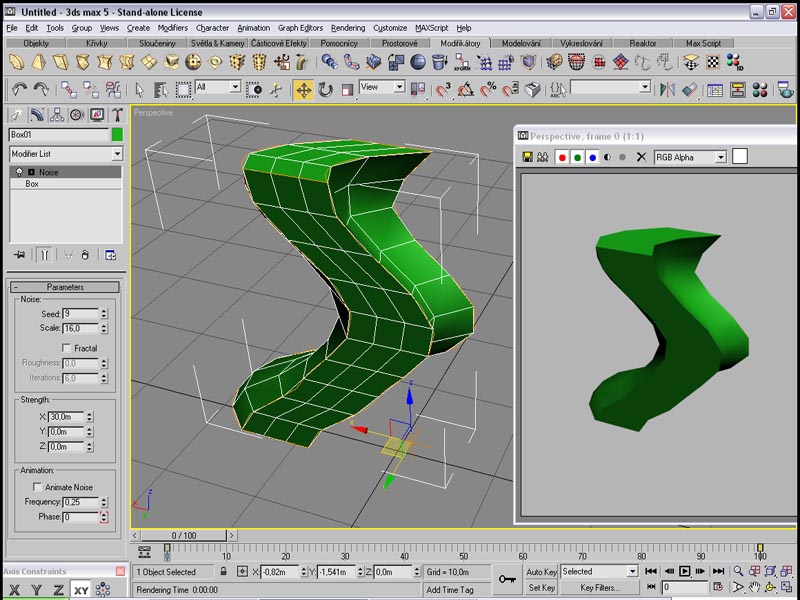 Untitled - 3ds max 5 - Stand-alone License
File Edit Tools Group Views Create Modifiers Character Animation Graph Editors Rendering Customize MAXScript Help
Objekty Křivky Sloučeniny Světla & Kamery Částicové Efekty Pomocníci Prostorové Modifikátory Modelování Vykreslování Reaktor Max Script
XFORM
ID
All View
3 %
ABC
Box01
Modifier List
Noise
Box
Parameters
Noise:
Seed: 9
Scale: 16,0
Fractal
Roughness: 0,0
Iterations: 6,0
Strength:
X: 30,0m
Y: 0,0m
Z: 0,0m
Animation:
Animate Noise
Frequency: 0,25
Phase: 0
Axis Constraints
X Y Z XY
Perspective
x
z
z
x
Perspective, frame 0 (1:1)
RGB Alpha
0 / 100
0 10 20 30 40 50 60 70 80 90 100
1 Object Selected X: -0,82m Y: -1,541m Z: 0,0m Grid = 10,0m Auto Key Selected
Rendering Time 0:00:00 Add Time Tag Set Key Key Filters... 0